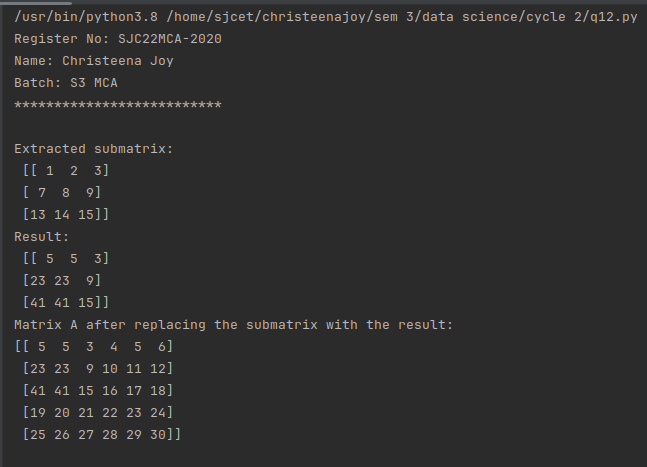 /usr/bin/python3.8 /home/sjcet/christeenajoy/sem 3/data science/cycle 2/q12.py
Register No: SJC22MCA-2020
Name: Christeena Joy
Batch: S3 MCA
**************************
Extracted submatrix:
 [[ 1  2  3]
 [ 7  8  9]
 [13 14 15]]
Result:
 [[ 5  5  3]
 [23 23  9]
 [41 41 15]]
Matrix A after replacing the submatrix with the result:
[[ 5  5  3  4  5  6]
 [23 23  9 10 11 12]
 [41 41 15 16 17 18]
 [19 20 21 22 23 24]
 [25 26 27 28 29 30]]